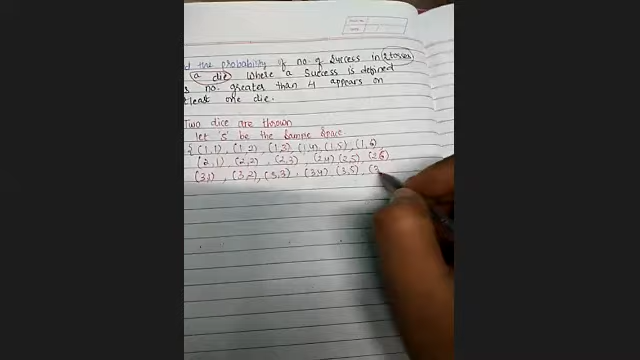 d the probability if no. of Success in 2 tosses
(a die) Where a Success is defined
s no. greater than 4 appears on
tleast one die.
Two dice are thrown
let 's' be the Sample Space
{(1,1), (1,2), (1,3), (1,4), (1,5), (1,6)
(2,1), (2,2), (2,3), (2,4) (2,5), (2,6)
(3,1), (3,2), (3,3), (3,4), (3,5), (3